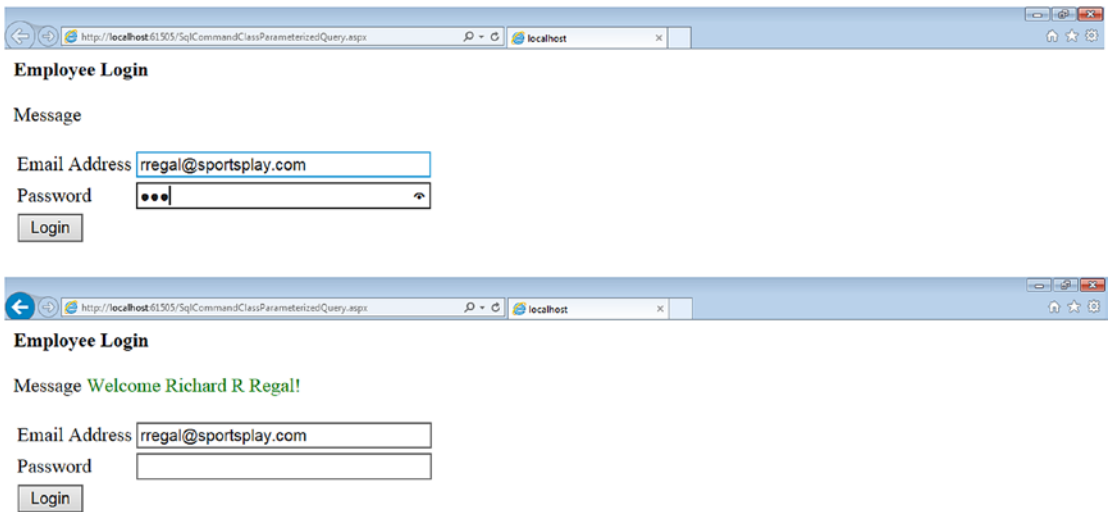 http://localhost:61505/SqlCommandClassParameterizedQuery.aspx localhost
Employee Login
Message
Email Address rregal@sportsplay.com
Password •••
Login
http://localhost:61505/SqlCommandClassParameterizedQuery.aspx localhost
Employee Login
Message Welcome Richard R Regal!
Email Address rregal@sportsplay.com
Password
Login